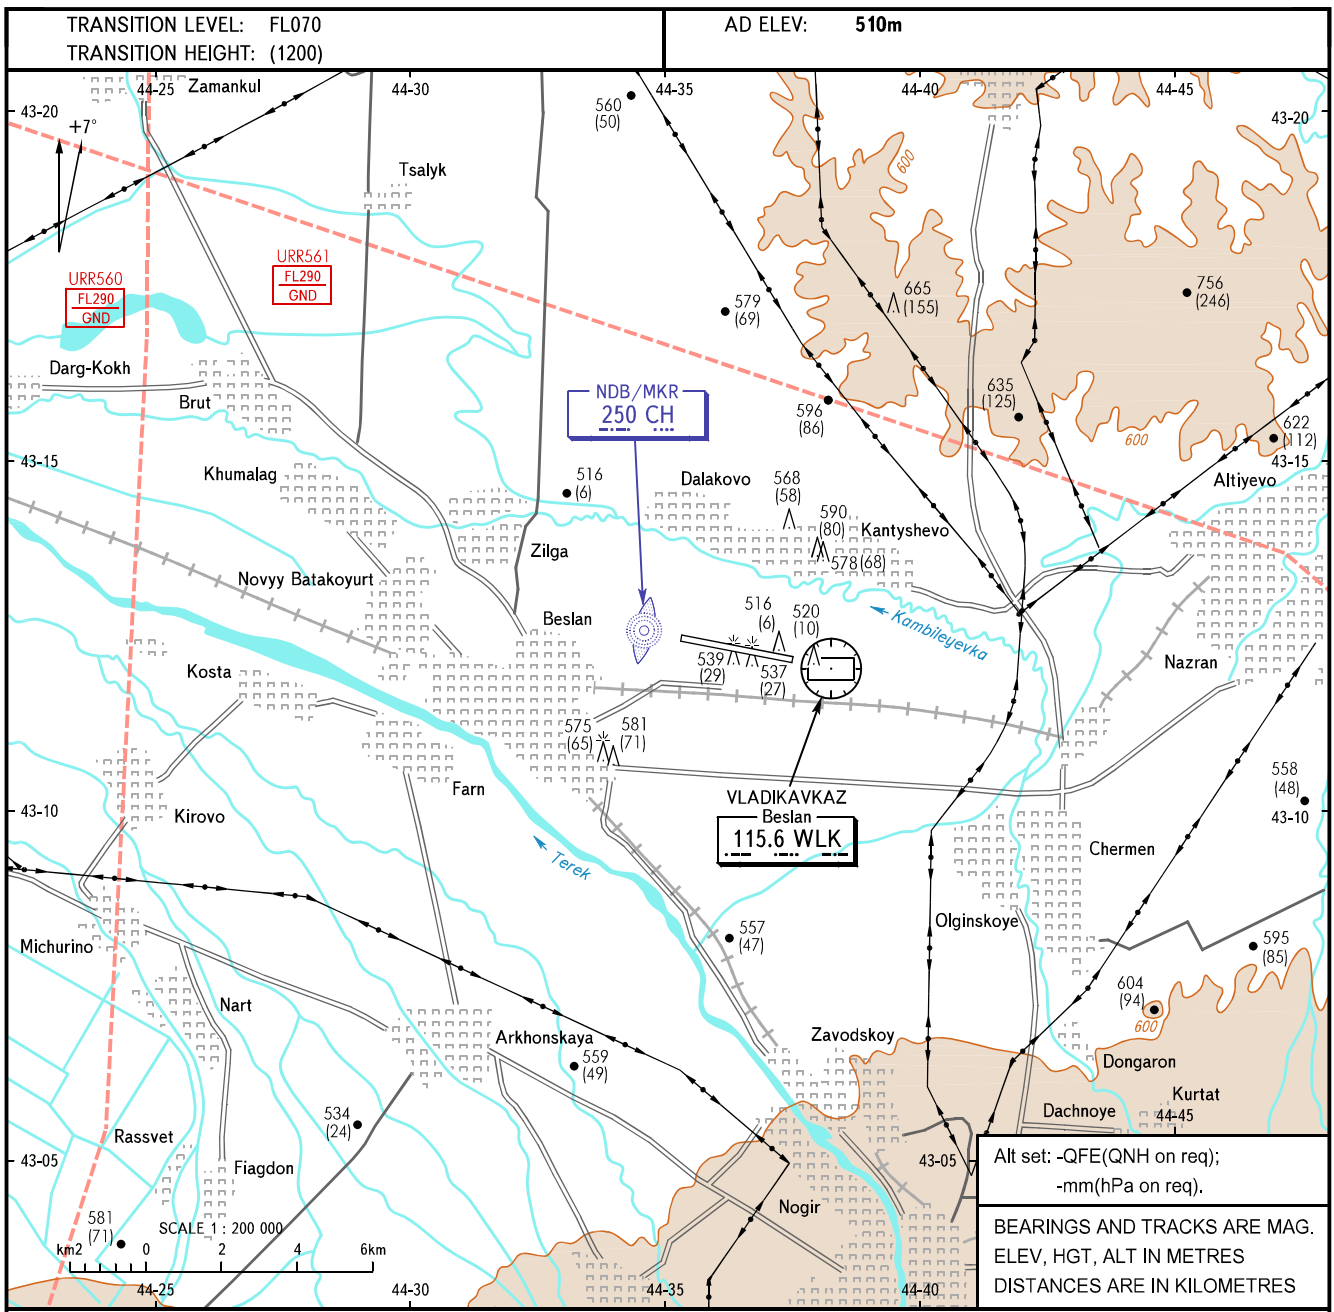 TRANSITION LEVEL: FL070
TRANSITION HEIGHT: (1200)
AD ELEV: 510m
44-25
Zamankul
44-30
44-35
44-40
44-45
43-20
43-20
+7°
560
(50)
600
Tsalyk
URR560
FL290
GND
URR561
FL290
GND
579
(69)
665
(155)
756
(246)
Darg-Kokh
Brut
NDB/MKR
250 CH
596
(86)
635
(125)
600
622
(112)
43-15
43-15
Khumalag
516
(6)
Dalakovo
568
(58)
590
(80)
Kantyshevo
578 (68)
Altiyevo
Zilga
Novyy Batakoyurt
Beslan
516
(6)
520
(10)
Kambileyevka
539
(29)
537
(27)
Kosta
Nazran
575
(65)
581
(71)
Farn
VLADIKAVKAZ
Beslan
115.6 WLK
558
(48)
43-10
43-10
Kirovo
Terek
Chermen
Michurino
557
(47)
Olginskoye
595
(85)
604
(94)
600
Nart
Arkhonskaya
559
(49)
Zavodskoy
Dongaron
Kurtat
44-45
Dachnoye
534
(24)
Rassvet
43-05
Fiagdon
43-05
Nogir
581
(71)
SCALE 1 : 200 000
km2 0 2 4 6km
44-25
44-30
44-35
44-40
Alt set: -QFE(QNH on req);
-mm(hPa on req).
BEARINGS AND TRACKS ARE MAG.
ELEV, HGT, ALT IN METRES
DISTANCES ARE IN KILOMETRES